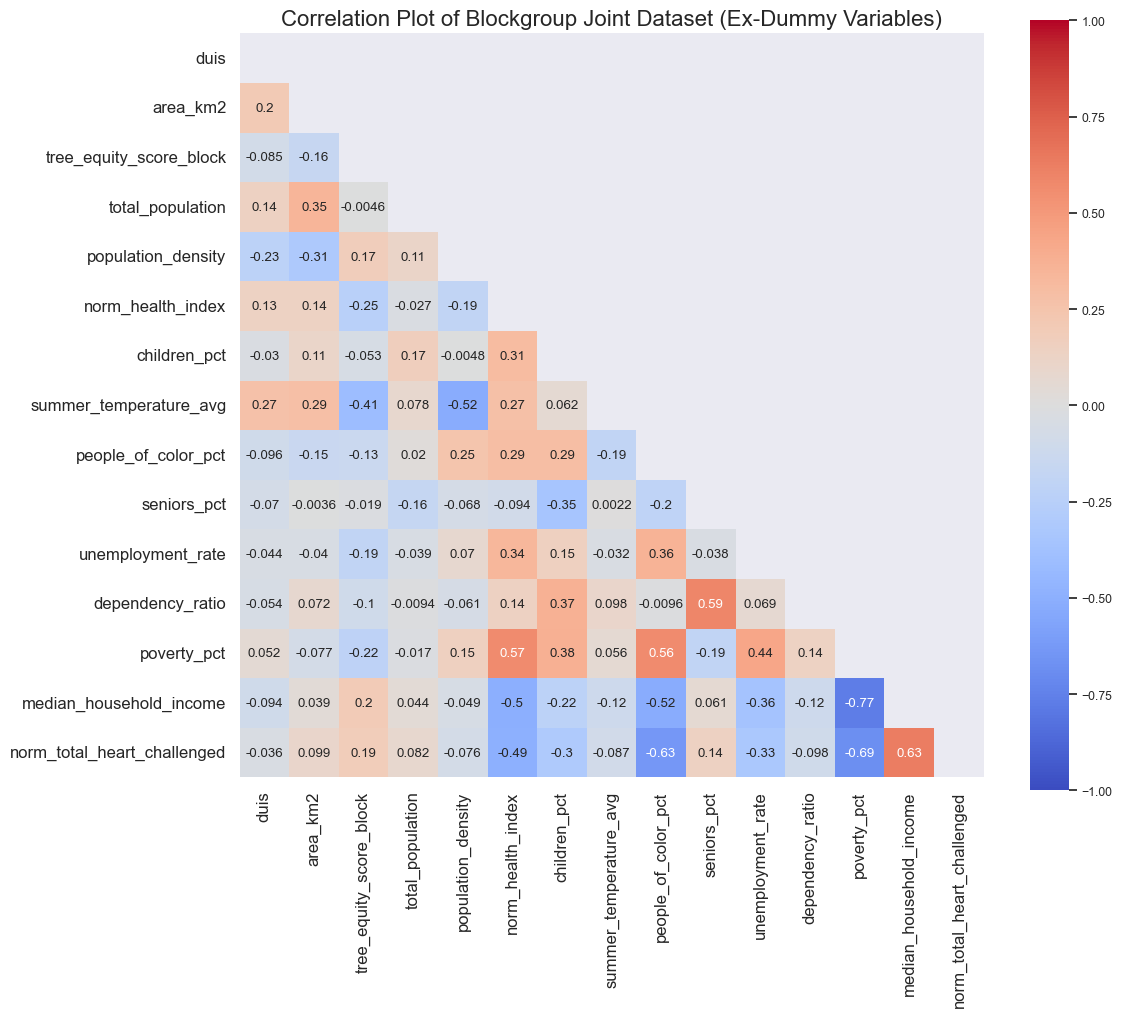 Correlation Plot of Blockgroup Joint Dataset (Ex-Dummy Variables)
duis
area_km2 0.2
tree_equity_score_block -0.085 -0.16
total_population 0.14 0.35 -0.0046
population_density -0.23 -0.31 0.17 0.11
norm_health_index 0.13 0.14 -0.25 -0.027 -0.19
children_pct -0.03 0.11 -0.053 0.17 -0.0048 0.31
summer_temperature_avg 0.27 0.29 -0.41 0.078 -0.52 0.27 0.062
people_of_color_pct -0.096 -0.15 -0.13 0.02 0.25 0.29 0.29 -0.19
seniors_pct -0.07 -0.0036 -0.019 -0.16 -0.068 -0.094 -0.35 0.0022 -0.2
unemployment_rate -0.044 -0.04 -0.19 -0.039 0.07 0.34 0.15 -0.032 0.36 -0.038
dependency_ratio -0.054 0.072 -0.1 -0.0094 -0.061 0.14 0.37 0.098 -0.0096 0.59 0.069
poverty_pct 0.052 -0.077 -0.22 -0.017 0.15 0.57 0.38 0.056 0.56 -0.19 0.44 0.14
median_household_income -0.094 0.039 0.2 0.044 -0.049 -0.5 -0.22 -0.12 -0.52 0.061 -0.36 -0.12 -0.77
norm_total_heart_challenged -0.036 0.099 0.19 0.082 -0.076 -0.49 -0.3 -0.087 -0.63 0.14 -0.33 -0.098 -0.69 0.63
duis
area_km2
tree_equity_score_block
total_population
population_density
norm_health_index
children_pct
summer_temperature_avg
people_of_color_pct
seniors_pct
unemployment_rate
dependency_ratio
poverty_pct
median_household_income
norm_total_heart_challenged
1.00
0.75
0.50
0.25
0.00
−0.25
−0.50
−0.75
−1.00